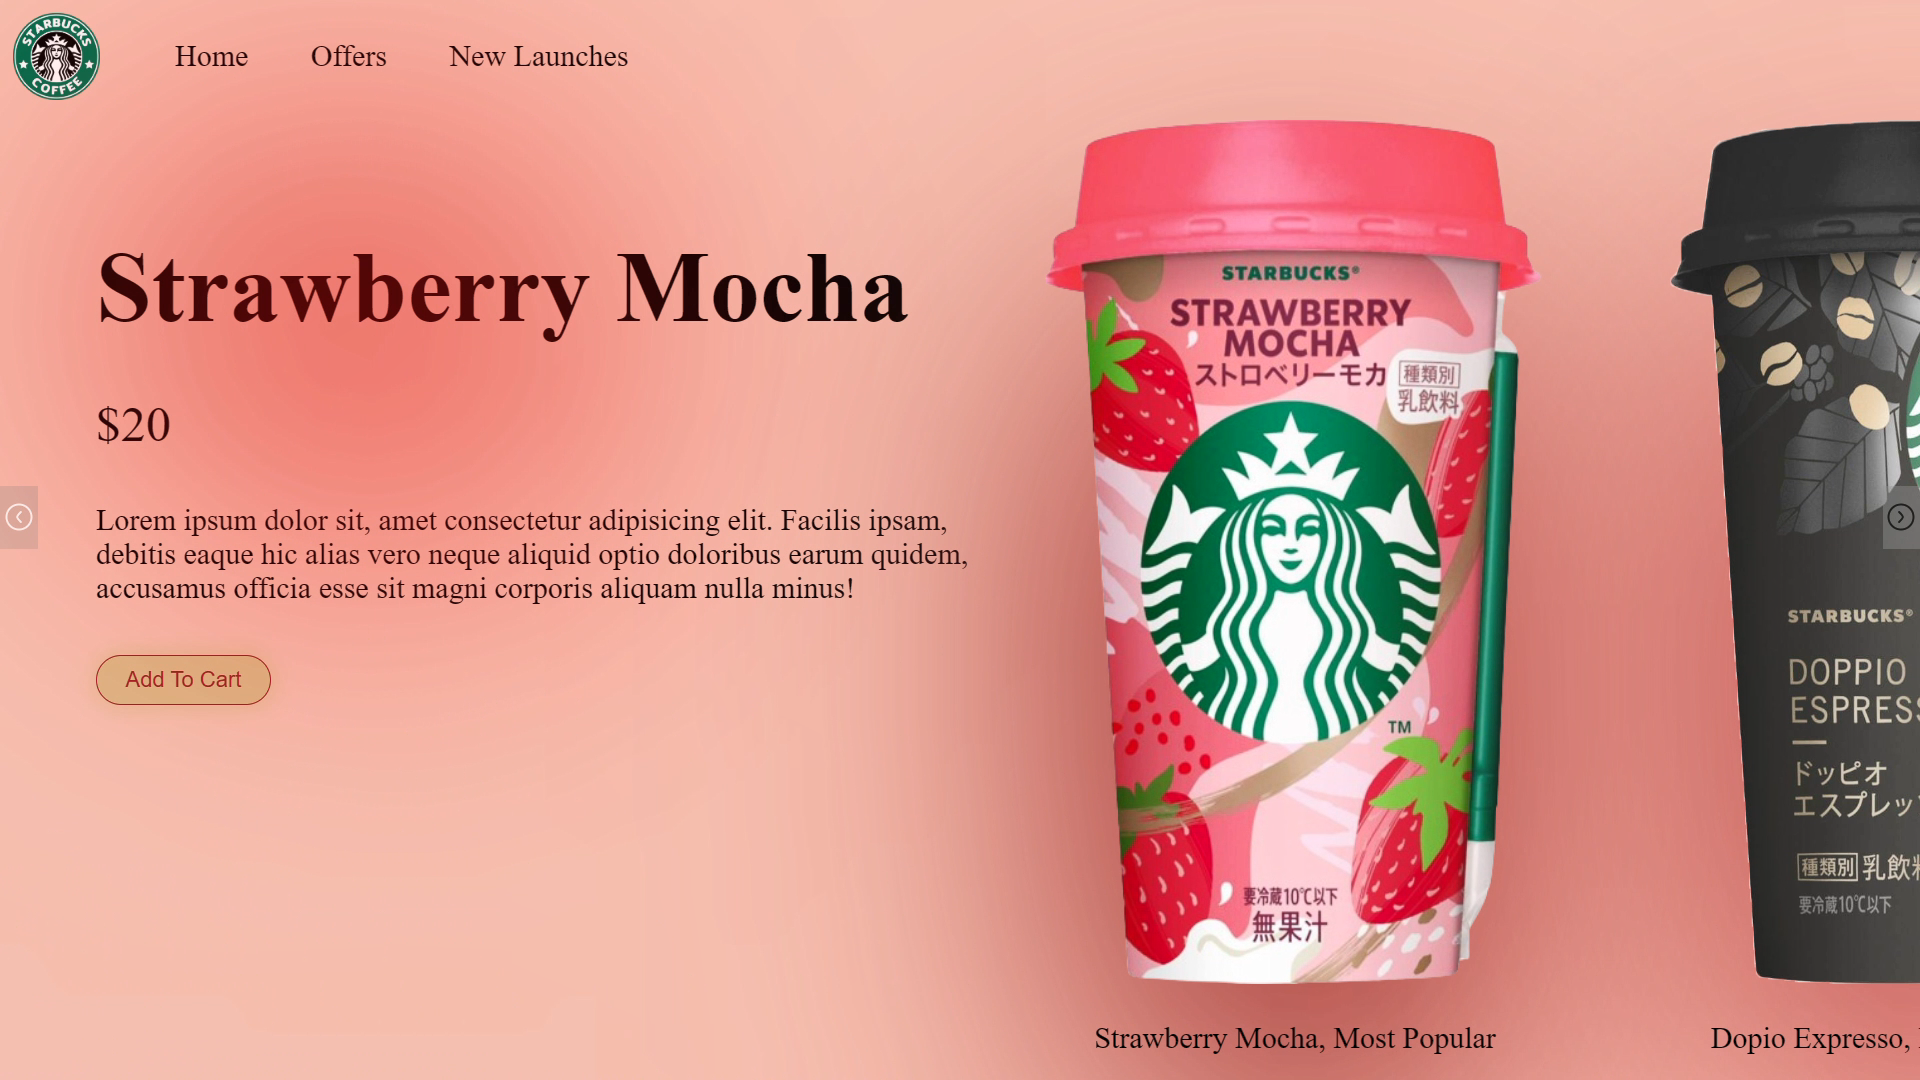 STARBUCKS
COFFEE
Home
Offers
New Launches
Strawberry Mocha
$20
Lorem ipsum dolor sit, amet consectetur adipisicing elit. Facilis ipsam,
debitis eaque hic alias vero neque aliquid optio doloribus earum quidem,
accusamus officia esse sit magni corporis aliquam nulla minus!
Add To Cart
STARBUCKS®
STRAWBERRY
MOCHA
ストロベリーモカ
種類別
乳飲料
TM
要冷蔵10℃以下
無果汁
Strawberry Mocha, Most Popular
STARBUCKS®
DOPPIO
ESPRESS
ドッピオ
エスプレッ
種類別 乳飲料
要冷蔵10℃以下
Dopio Expresso,